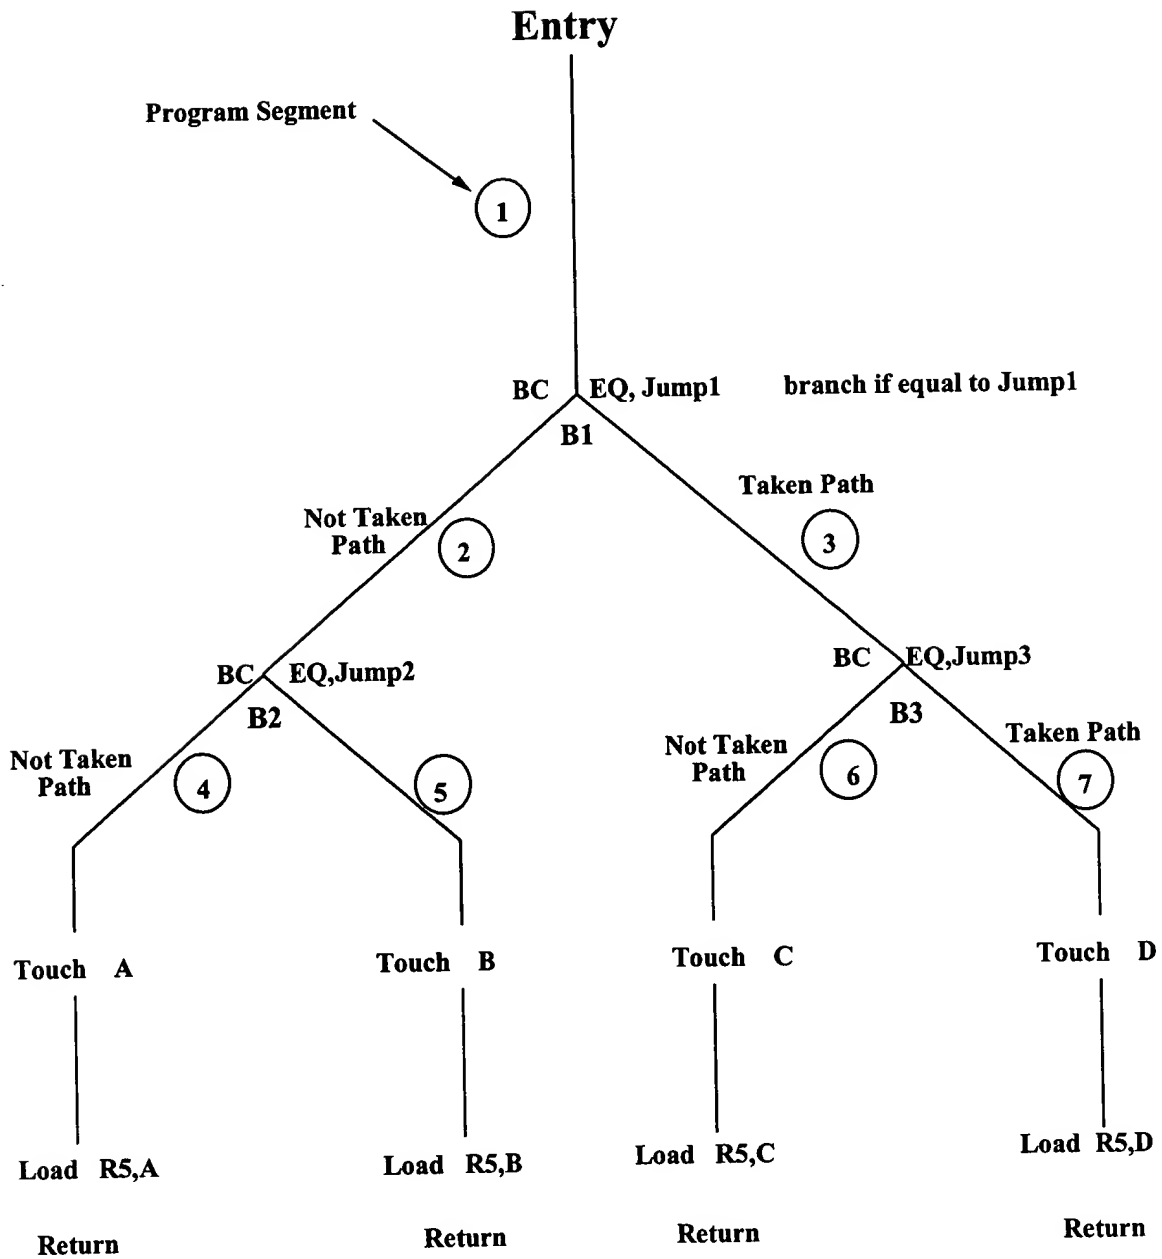 Entry
Program Segment
1
BC EQ, Jump1 branch if equal to Jump1
B1
Taken Path
Not Taken
Path
2
3
BC EQ,Jump2
B2
BC EQ,Jump3
B3
Not Taken
Path
4
5
Not Taken
Path
6
Taken Path
7
Touch A
Touch B
Touch C
Touch D
Load R5,A
Load R5,B
Load R5,C
Load R5,D
Return
Return
Return
Return